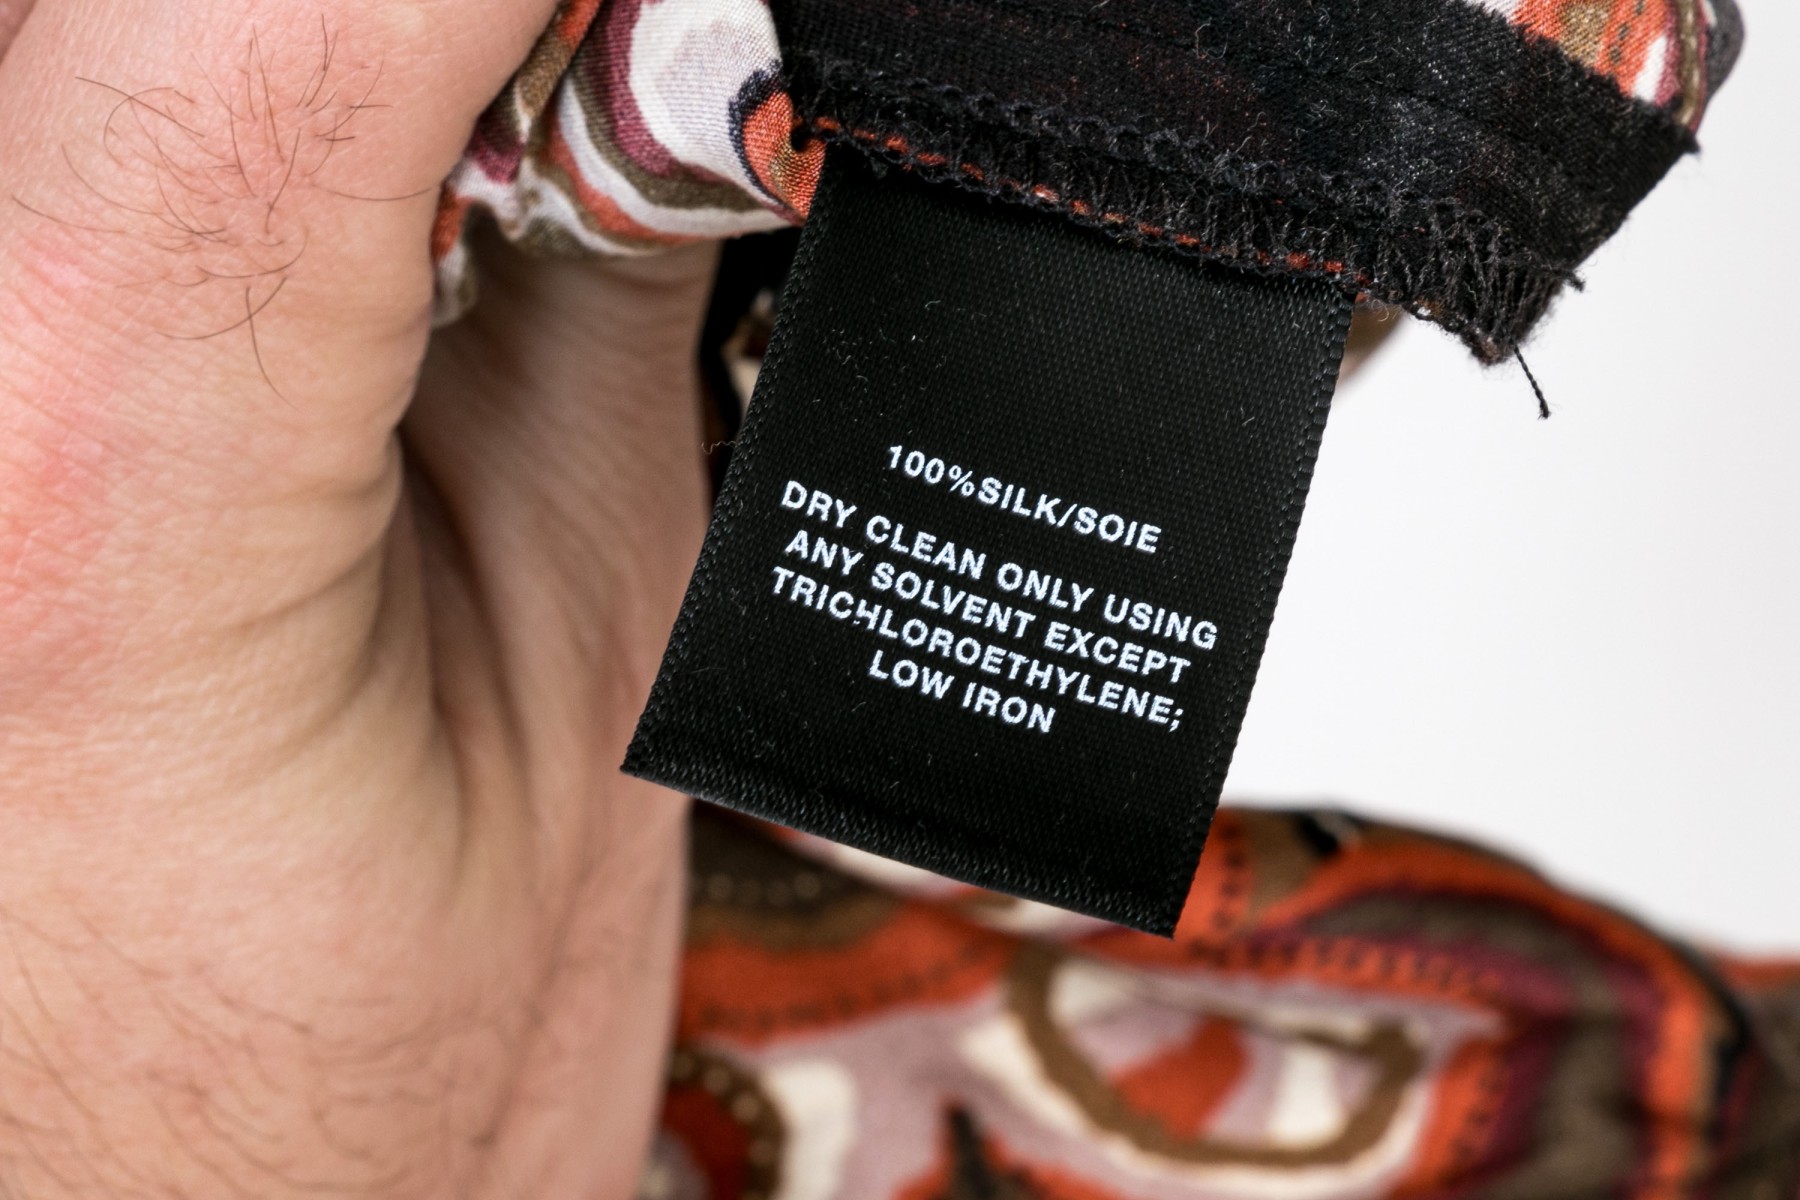 100%SILK/SOIE
DRY CLEAN ONLY USING
ANY SOLVENT EXCEPT
TRICHLOROETHYLENE;
LOW IRON